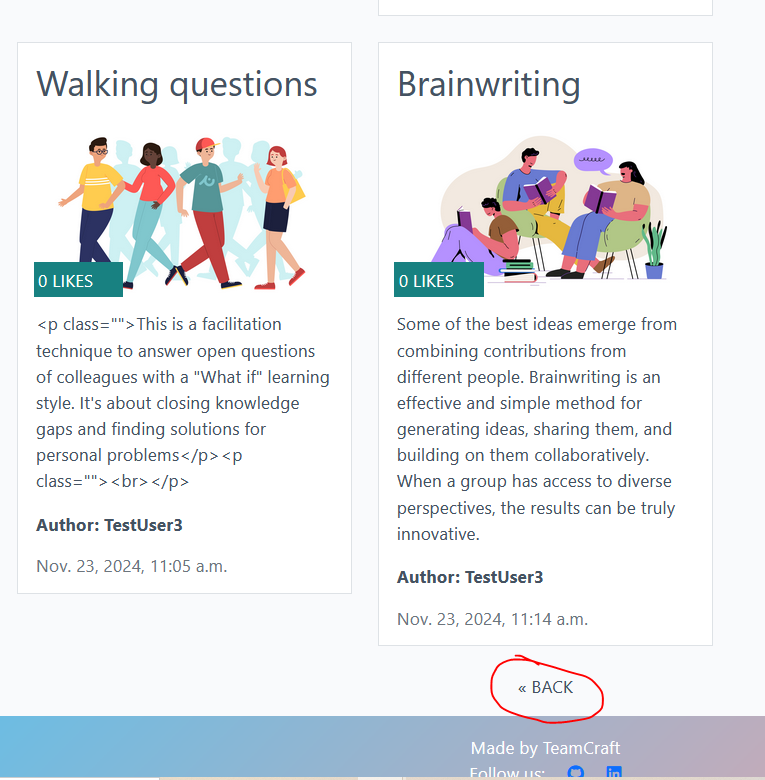 Walking questions
0 LIKES
<p class="">This is a facilitation
technique to answer open questions
of colleagues with a "What if" learning
style. It's about closing knowledge
gaps and finding solutions for
personal problems</p><p
class=""><br></p>
Author: TestUser3
Nov. 23, 2024, 11:05 a.m.
Brainwriting
0 LIKES
Some of the best ideas emerge from
combining contributions from
different people. Brainwriting is an
effective and simple method for
generating ideas, sharing them, and
building on them collaboratively.
When a group has access to diverse
perspectives, the results can be truly
innovative.
Author: TestUser3
Nov. 23, 2024, 11:14 a.m.
« BACK
Made by TeamCraft
Follow us: